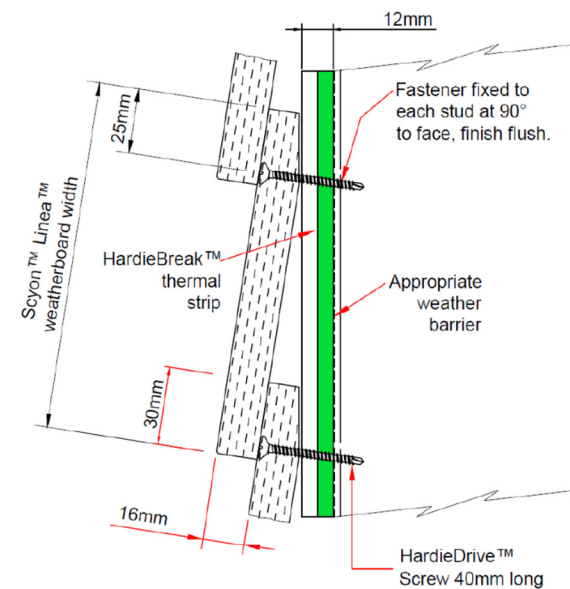 12mm
Fastener fixed to
each stud at 90°
to face, finish flush.
25mm
Scyon™ Linea™
weatherboard width
HardieBreak™
thermal
strip
Appropriate
weather
barrier
30mm
16mm
HardieDrive™
Screw 40mm long